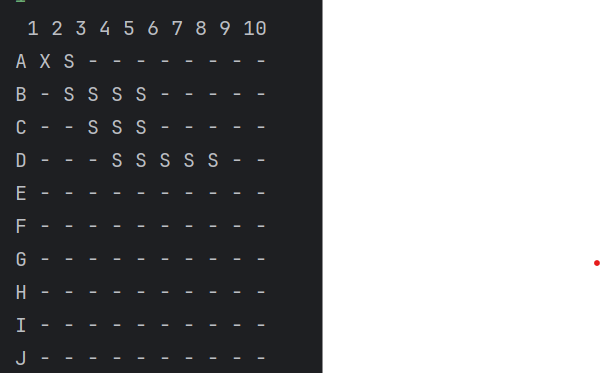 1 2 3 4 5 6 7 8 9 10
A X S - - - - - - - -
B - S S S S - - - - -
C - - S S S - - - - -
D - - - S S S S S - -
E - - - - - - - - - -
F - - - - - - - - - -
G - - - - - - - - - -
H - - - - - - - - - -
I - - - - - - - - - -
J - - - - - - - - - -